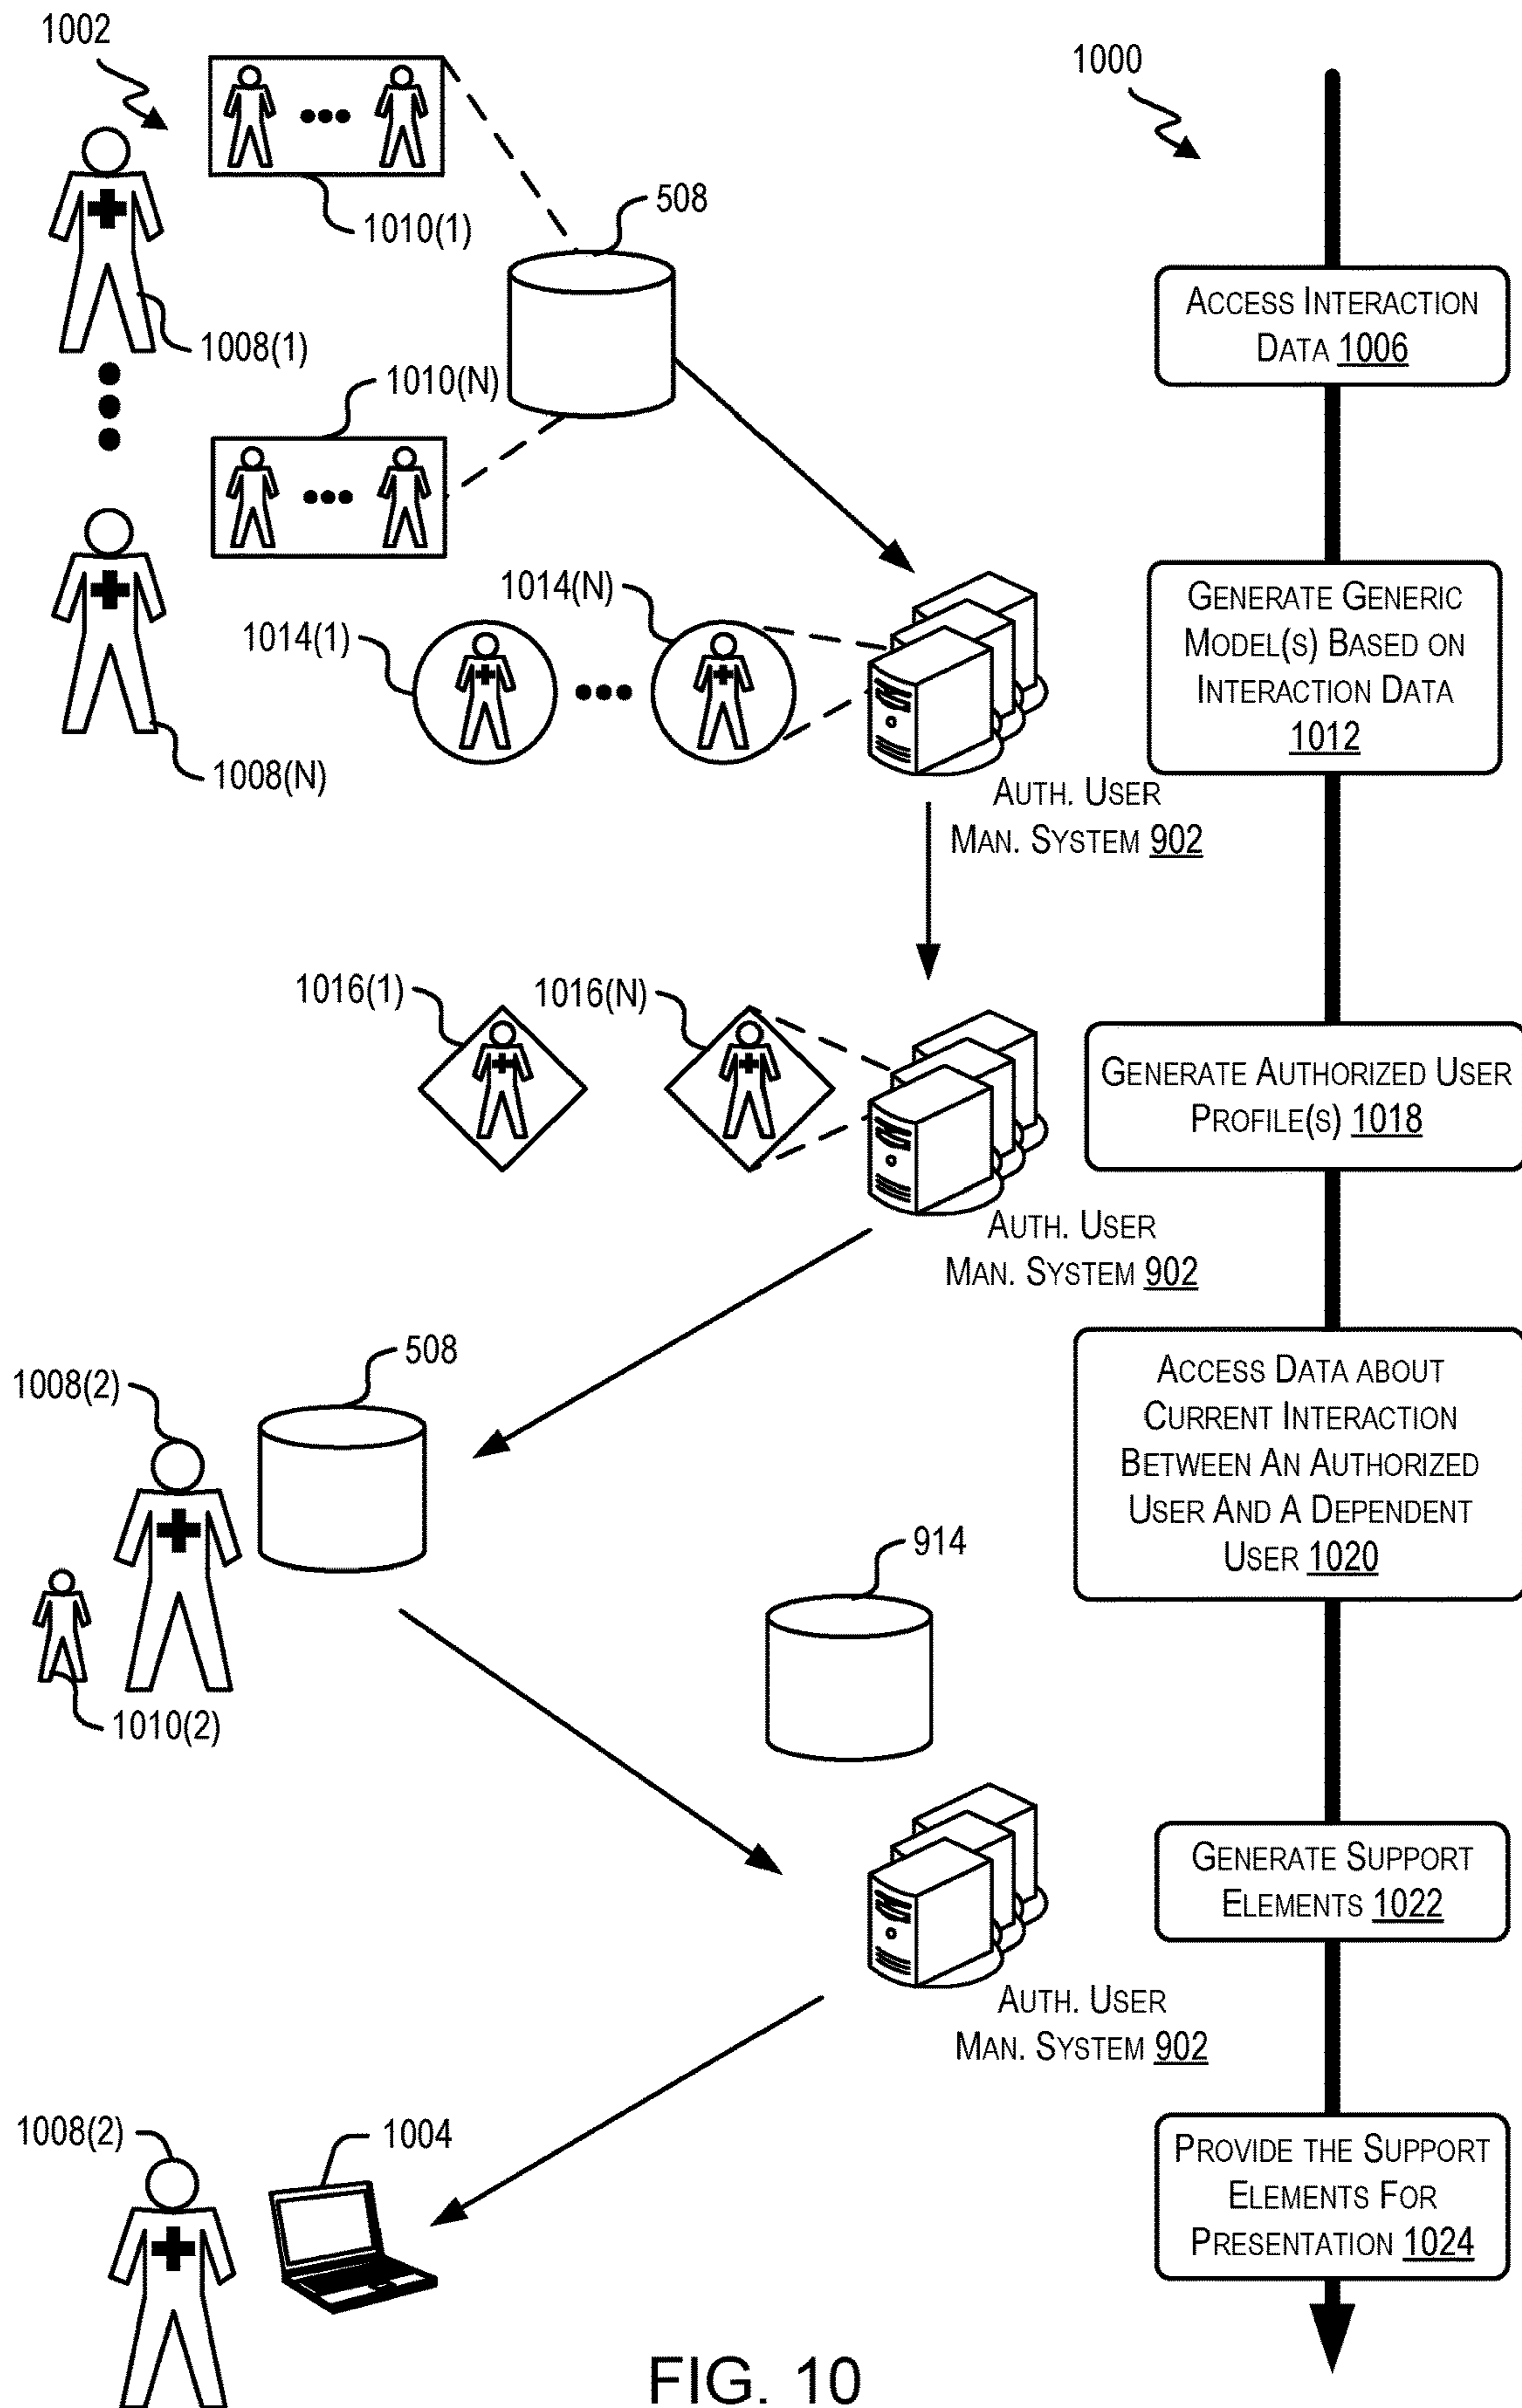 1002
1000
508
1010(1)
ACCESS INTERACTION
DATA 1006
1008(1)
1010(N)
1014(N)
1014(1)
GENERATE GENERIC
MODEL(S) BASED ON
INTERACTION DATA
1012
1008(N)
AUTH. USER
MAN. SYSTEM 902
1016(1)
1016(N)
GENERATE AUTHORIZED USER
PROFILE(S) 1018
AUTH. USER
MAN. SYSTEM 902
508
1008(2)
ACCESS DATA ABOUT
CURRENT INTERACTION
BETWEEN AN AUTHORIZED
USER AND A DEPENDENT
USER 1020
914
1010(2)
GENERATE SUPPORT
ELEMENTS 1022
AUTH. USER
MAN. SYSTEM 902
1008(2)
1004
PROVIDE THE SUPPORT
ELEMENTS FOR
PRESENTATION 1024
FIG. 10